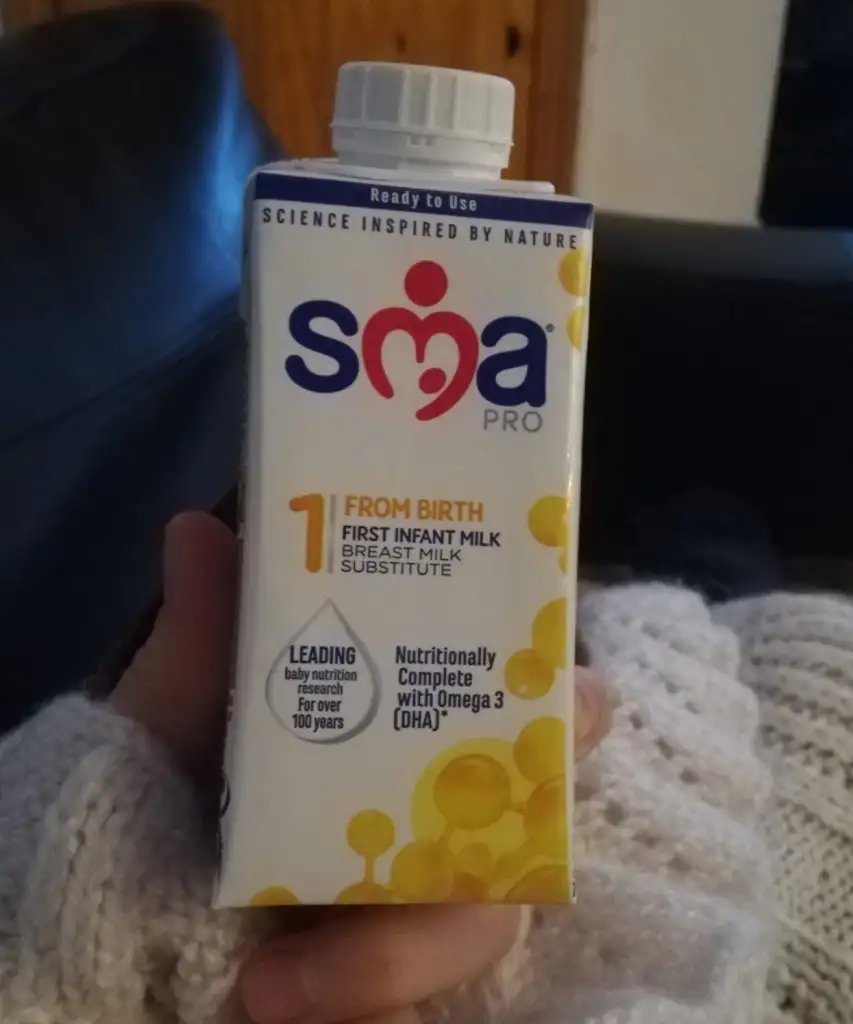 Ready to Use
SCIENCE INSPIRED BY NATURE
sma®
PRO
1
FROM BIRTH
FIRST INFANT MILK
BREAST MILK
SUBSTITUTE
LEADING
baby nutrition
research
For over
100 years
Nutritionally
Complete
with Omega 3
(DHA)*